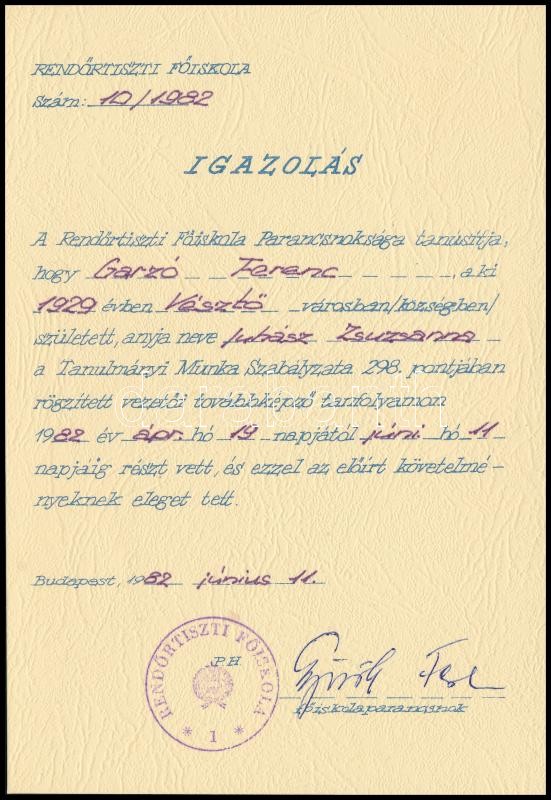 RENDŐRTISZTI FŐISKOLA
Szám: 10/1982
IGAZOLÁS
A Rendőrtiszti Főiskola Parancsnoksága tanúsítja,
hogy Garzó Ferenc, a ki
1929 évben Vésztő városban/községben/
született, anyja neve Juhász Zsuzsanna
a Tanulmányi Munka Szabályzata 298. pontjában
rögzített vezetői továbbképző tanfolyamon
1982 év ápr. hó 19 napjától júni. hó 11
napjáig részt vett, és ezzel az előírt követelmé-
nyeknek eleget tett.
Budapest, 1982 június 11.
P.H.
RENDŐRTISZTI FŐISKOLA
* 1 *
főiskolaparancsnok